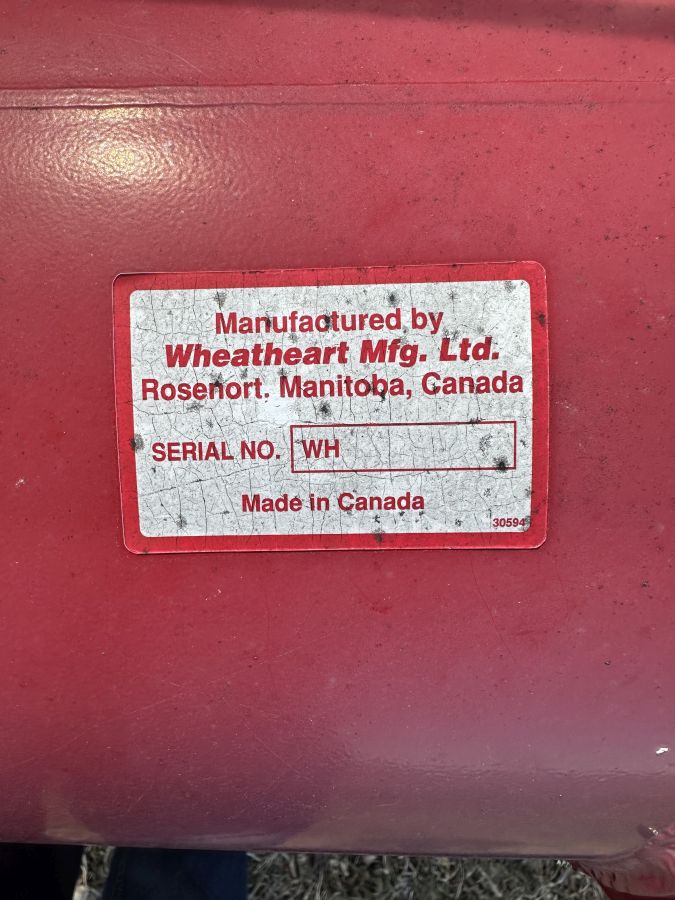 Manufactured by
Wheatheart Mfg. Ltd.
Rosenort. Manitoba, Canada
SERIAL NO. WH
Made in Canada
30594